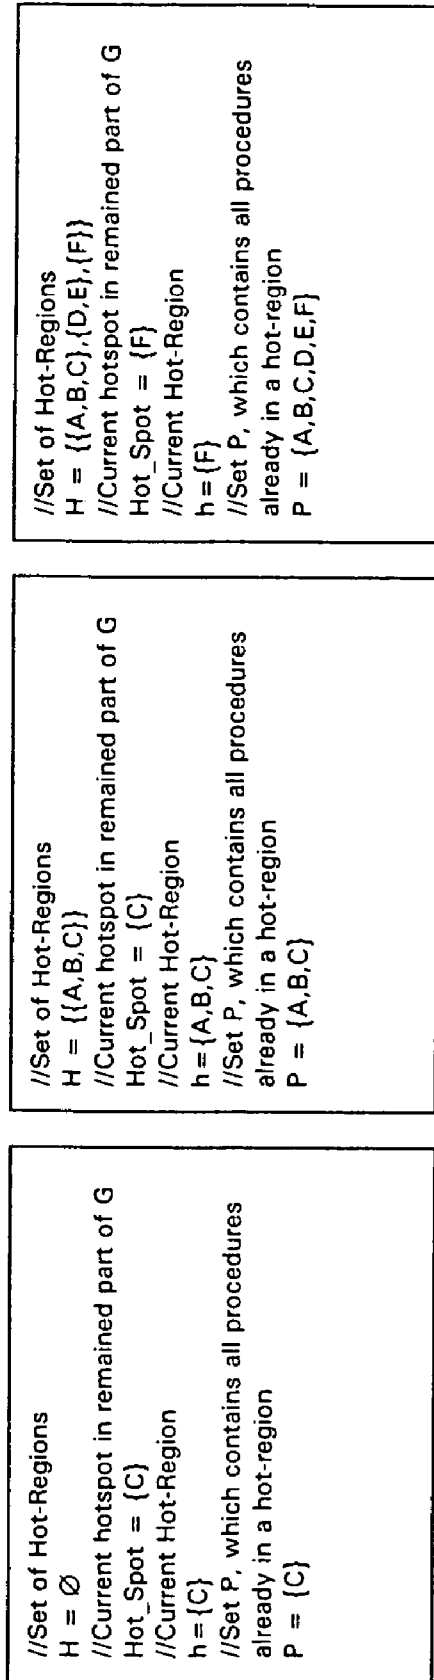 //Set of Hot-Regions
H = Ø
//Current hotspot in remained part of G
Hot_Spot = {C}
//Current Hot-Region
h={C}
//Set P, which contains all procedures
already in a hot-region
P = {C}
//Set of Hot-Regions
H = {{A,B,C}}
//Current hotspot in remained part of G
Hot_Spot = {C}
//Current Hot-Region
h={A,B,C}
//Set P, which contains all procedures
already in a hot-region
P = {A,B,C}
//Set of Hot-Regions
H = {{A,B,C},{D,E},{F}}
//Current hotspot in remained part of G
Hot_Spot = {F}
//Current Hot-Region
h={F}
//Set P, which contains all procedures
already in a hot-region
P = {A,B,C,D,E,F}